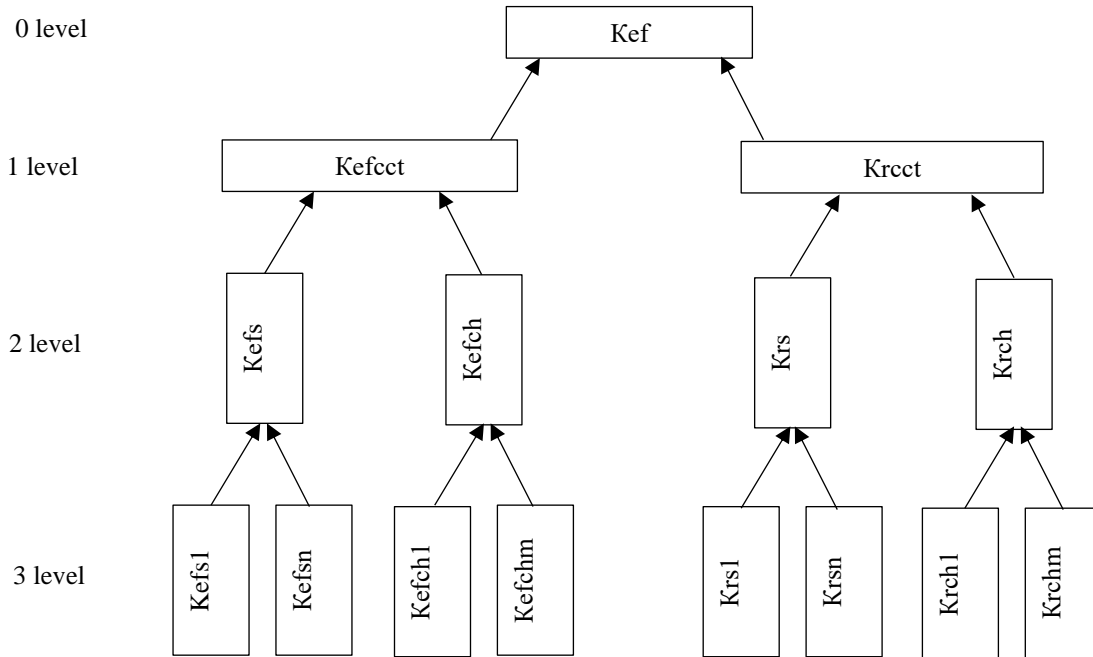 0 level
Kef
1 level
Kefcct
Krcct
2 level
Kefs
Kefch
Krs
Krch
3 level
Kefs1
Kefsn
Kefch1
Kefchm
Krs1
Krsn
Krch1
Krchm